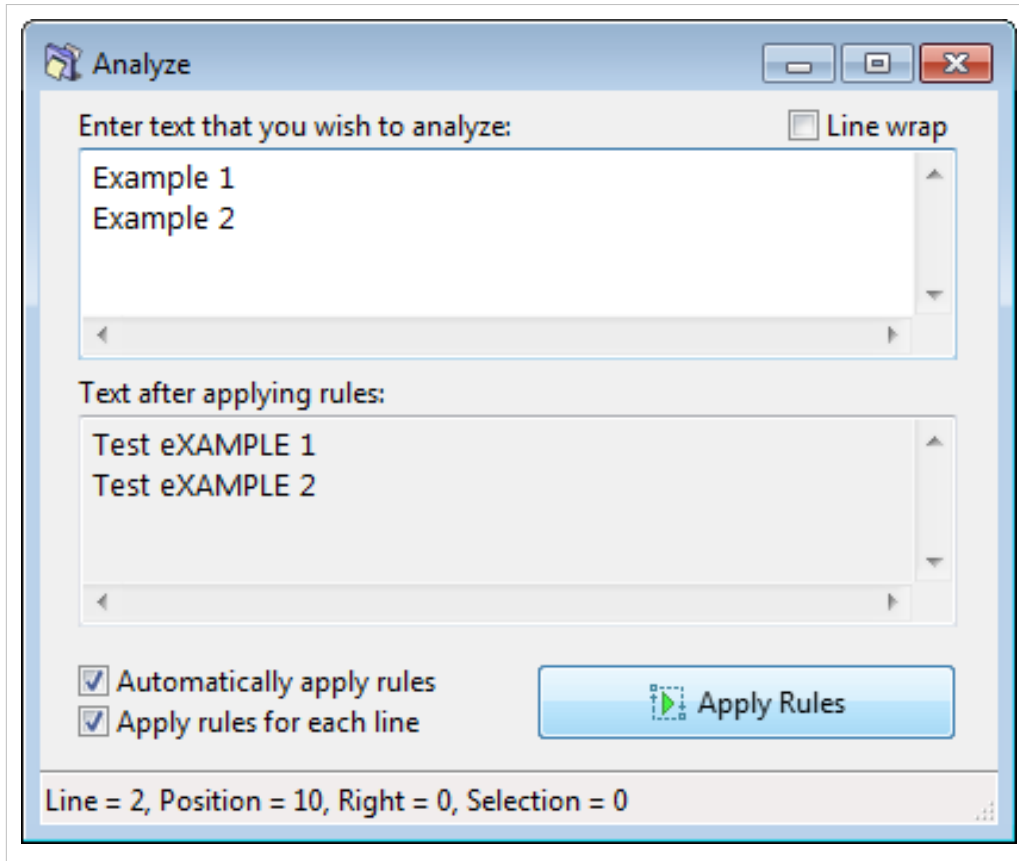 Analyze
Enter text that you wish to analyze:
Line wrap
Example 1
Example 2
Text after applying rules:
Test eXAMPLE 1
Test eXAMPLE 2
Automatically apply rules
Apply rules for each line
Apply Rules
Line = 2, Position = 10, Right = 0, Selection = 0